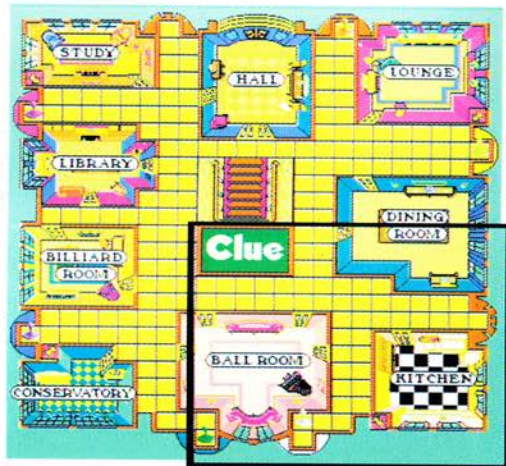 STUDY
HALL
LOUNGE
LIBRARY
DINING
ROOM
Clue
BILLIARD
ROOM
BALL ROOM
KITCHEN
CONSERVATORY